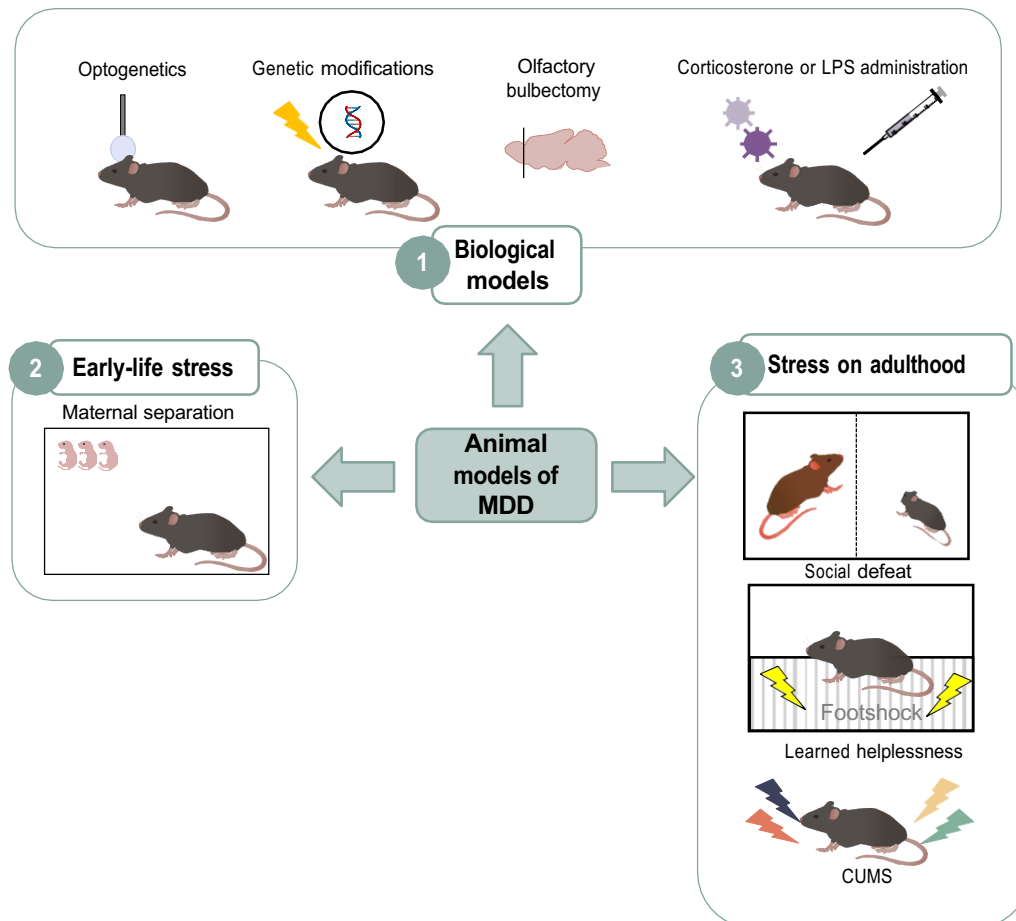 Optogenetics
Genetic modifications
Olfactory
bulbectomy
Corticosterone or LPS administration
1
Biological
models
2
Early-life stress
Maternal separation
Animal
models of
MDD
3
Stress on adulthood
Social defeat
Footshock
Learned helplessness
CUMS